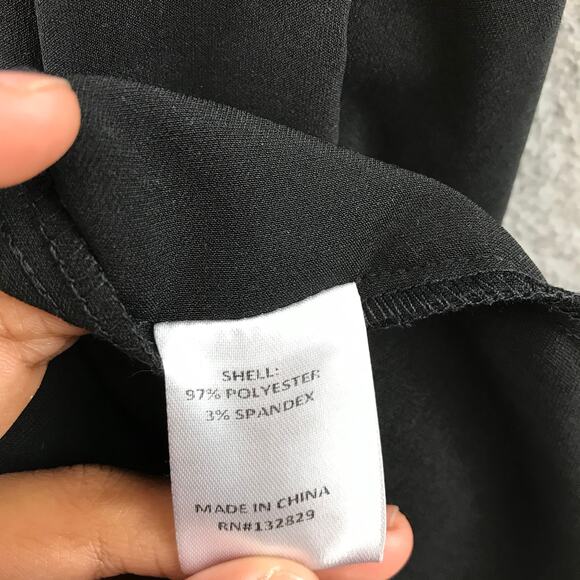 SHELL:
97% POLYESTER
3% SPANDEX
MADE IN CHINA
RN#132829